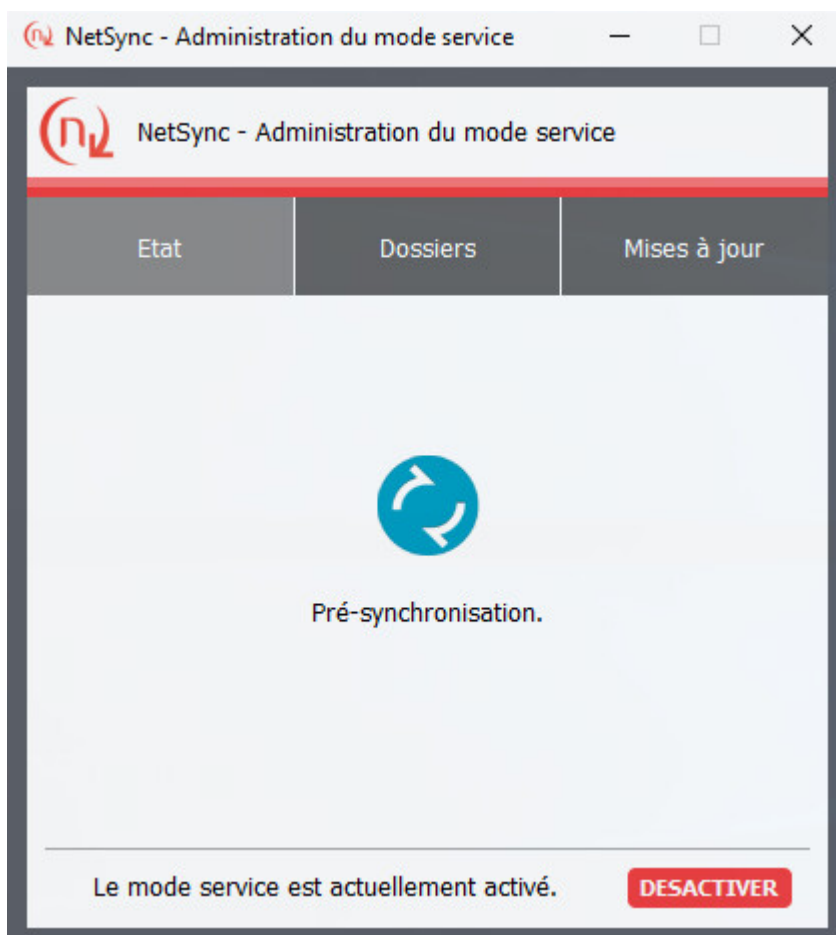 NetSync - Administration du mode service
NetSync - Administration du mode service
Etat
Dossiers
Mises à jour
Pré-synchronisation.
Le mode service est actuellement activé.
DESACTIVER